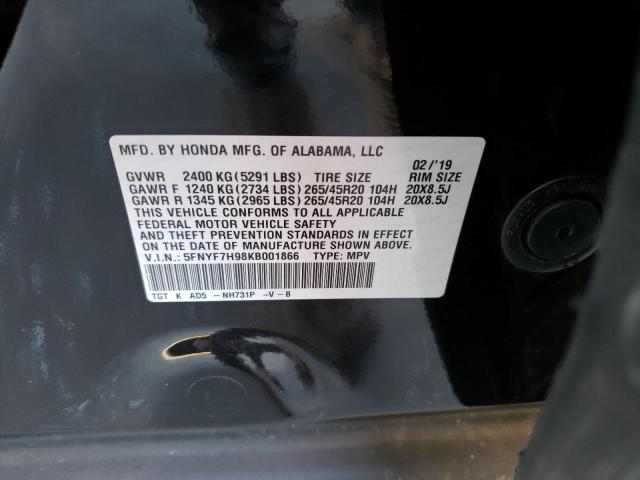 MFD. BY HONDA MFG. OF ALABAMA, LLC 02/'19
GVWR 2400 KG (5291 LBS) TIRE SIZE RIM SIZE
GAWR F 1240 KG (2734 LBS) 265/45R20 104H 20X8.5J
GAWR R 1345 KG (2965 LBS) 265/45R20 104H 20X8.5J
THIS VEHICLE CONFORMS TO ALL APPLICABLE
FEDERAL MOTOR VEHICLE SAFETY
AND THEFT PREVENTION STANDARDS IN EFFECT
ON THE DATE OF MANUFACTURE SHOWN ABOVE.
V.I.N.: 5FNYF7H98KB001866 TYPE: MPV
TGT K AD5 - NH731P -V-B